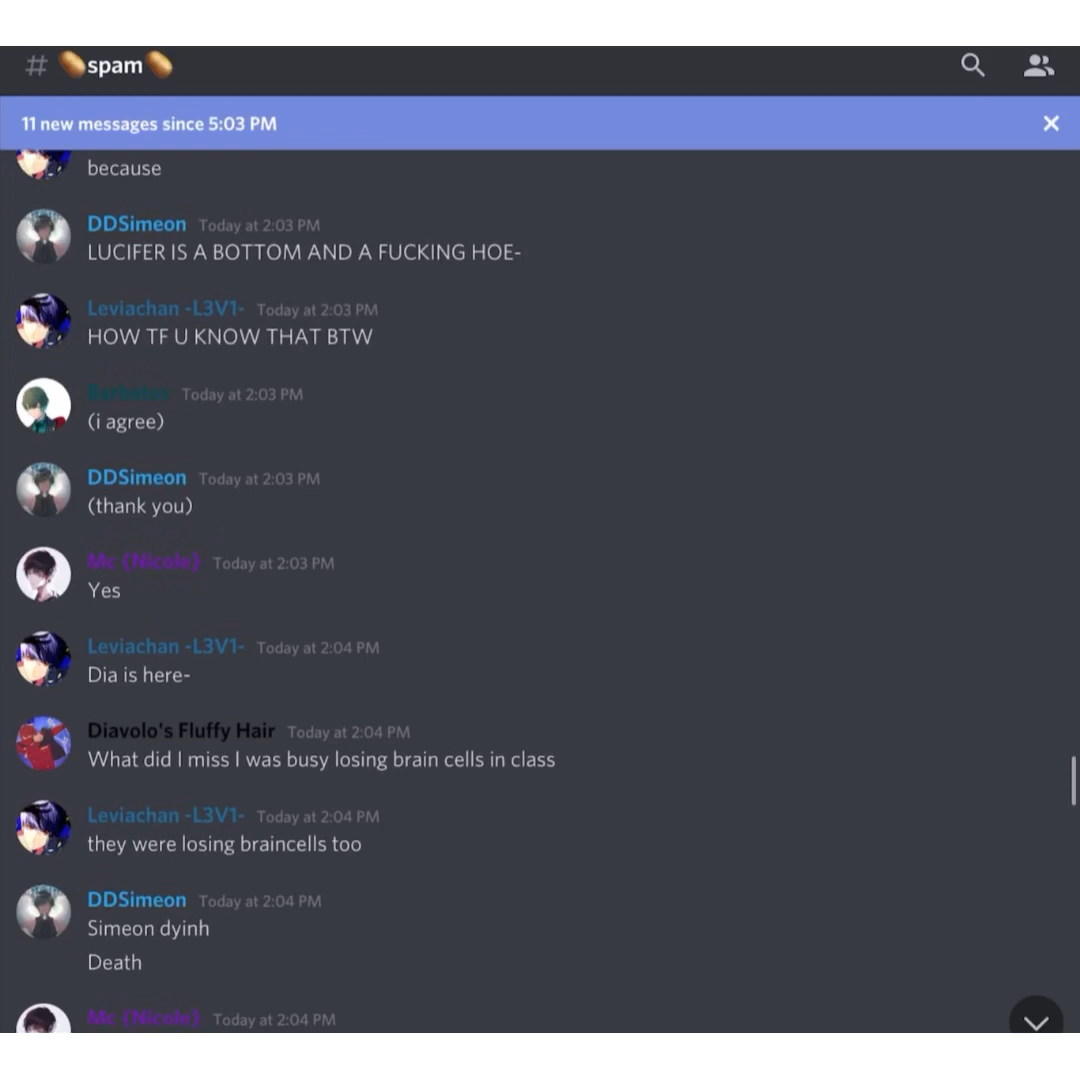 # 🥔spam🥔
11 new messages since 5:03 PM
because
DDSimeon Today at 2:03 PM
LUCIFER IS A BOTTOM AND A FUCKING HOE-
Leviachan -L3V1- Today at 2:03 PM
HOW TF U KNOW THAT BTW
Barbatos Today at 2:03 PM
(i agree)
DDSimeon Today at 2:03 PM
(thank you)
Mc (Nicole) Today at 2:03 PM
Yes
Leviachan -L3V1- Today at 2:04 PM
Dia is here-
Diavolo's Fluffy Hair Today at 2:04 PM
What did I miss I was busy losing brain cells in class
Leviachan -L3V1- Today at 2:04 PM
they were losing braincells too
DDSimeon Today at 2:04 PM
Simeon dyinh
Death
Mc (Nicole) Today at 2:04 PM